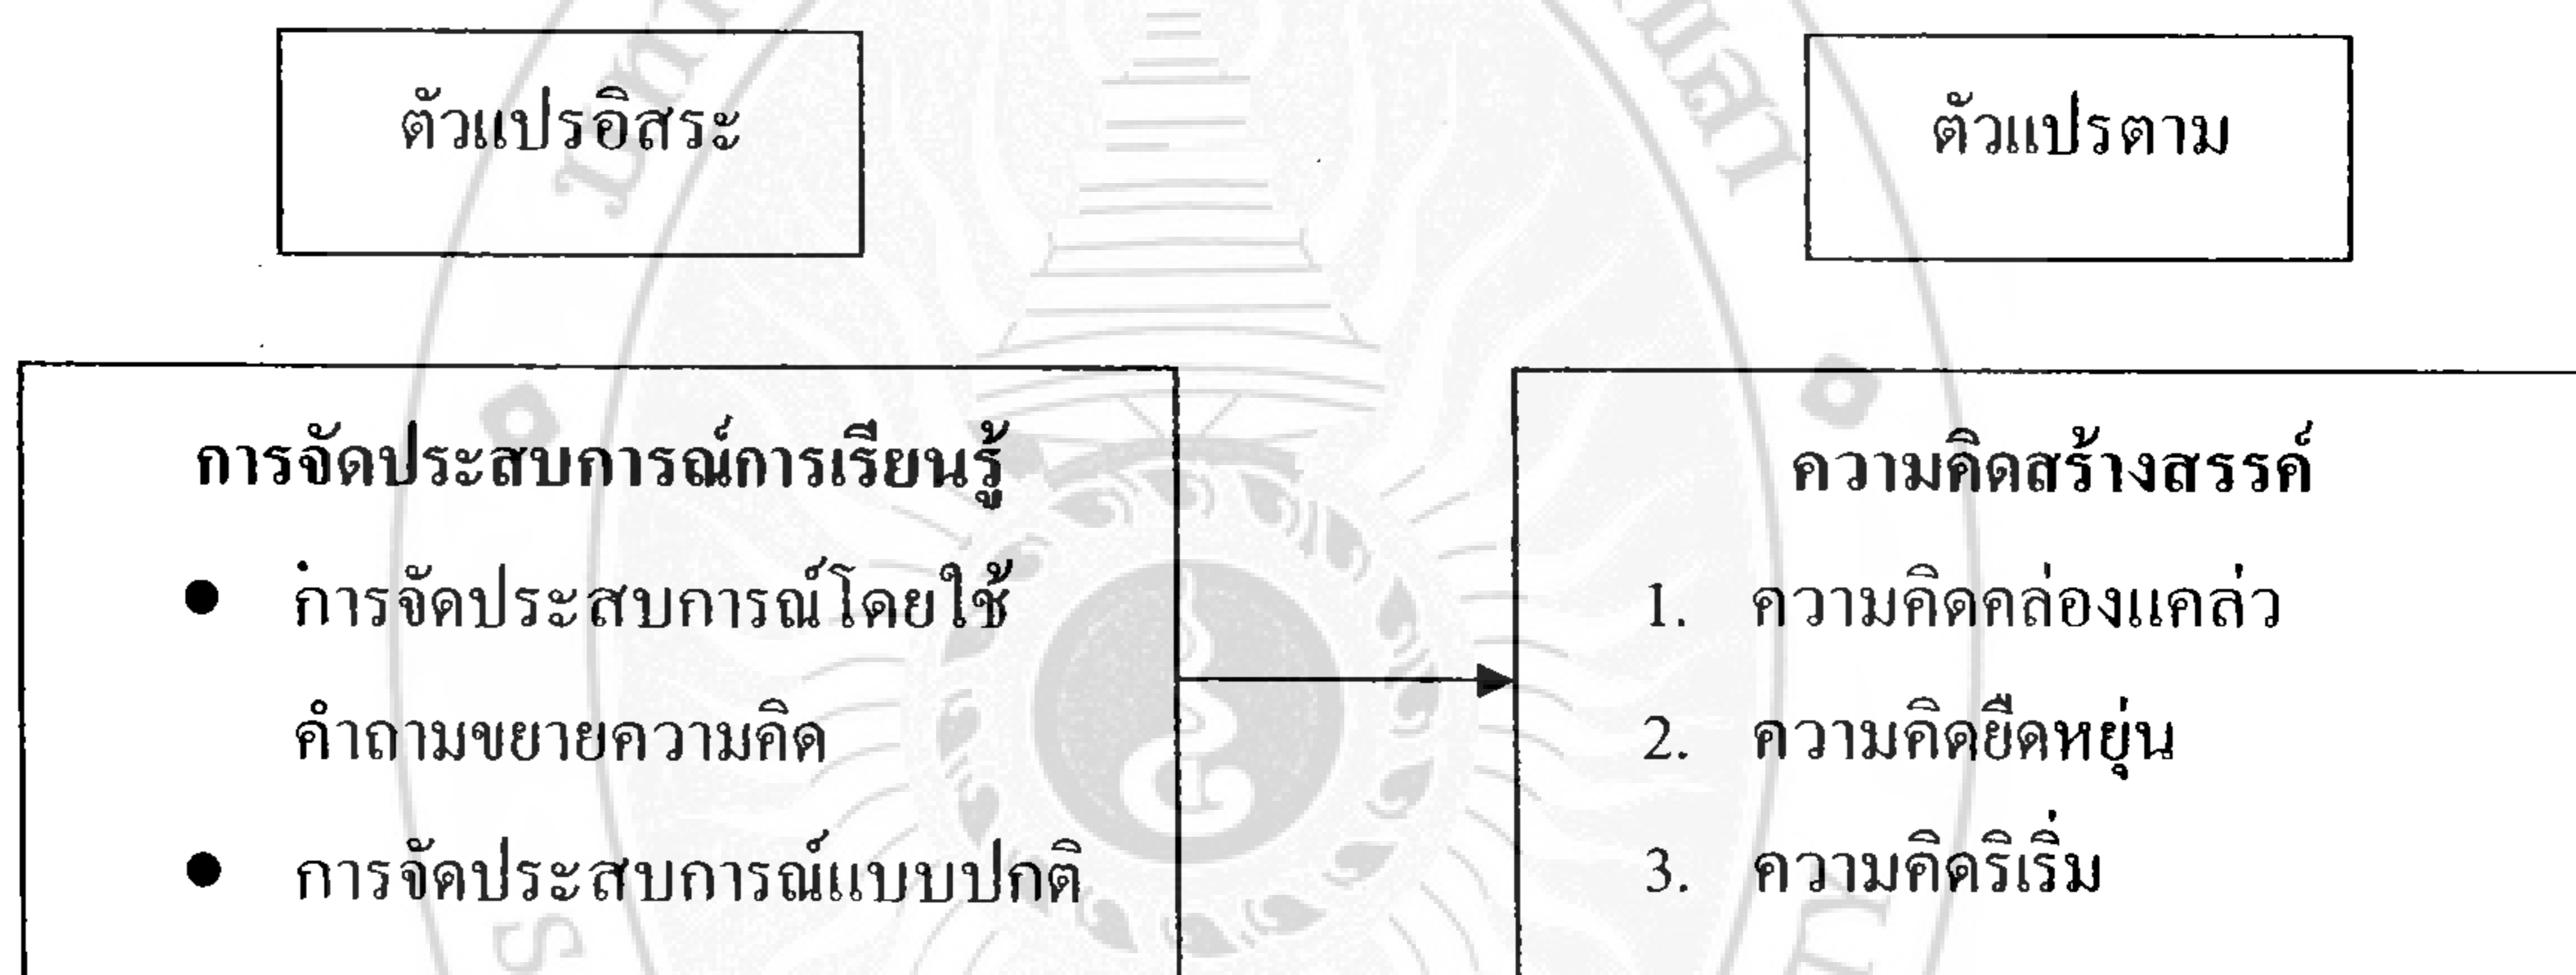 ตัวแปรอิสระ
ตัวแปรตาม
การจัดประสบการณ์การเรียนรู้
● การจัดประสบการณ์โดยใช้
คำถามขยายความคิด
● การจัดประสบการณ์แบบปกติ
ความคิดสร้างสรรค์
1. ความคิดคล่องแคล่ว
2. ความคิดยืดหยุ่น
3. ความคิดริเริ่ม